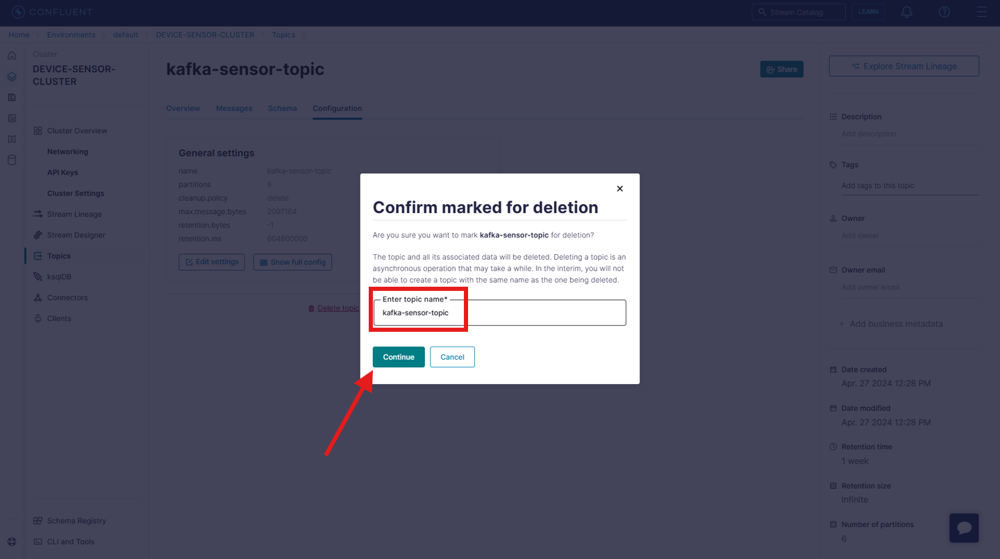 CONFLUENT
Stream Catalog
LEARN
Home
Environments
default
DEVICE-SENSOR-CLUSTER
Topics
Cluster
DEVICE-SENSOR-
CLUSTER
Cluster Overview
Networking
API Keys
Cluster Settings
Stream Lineage
Stream Designer
Topics
ksqlDB
Connectors
Clients
Schema Registry
CLI and Tools
kafka-sensor-topic
Share
Overview
Messages
Schema
Configuration
General settings
name kafka-sensor-topic
partitions 6
cleanup.policy delete
max.message.bytes 2097164
retention.bytes -1
retention.ms 604800000
Edit settings
Show full config
Delete topic
Confirm marked for deletion
Are you sure you want to mark kafka-sensor-topic for deletion?
The topic and all its associated data will be deleted. Deleting a topic is an
asynchronous operation that may take a while. In the interim, you will not
be able to create a topic with the same name as the one being deleted.
Enter topic name*
kafka-sensor-topic
Continue
Cancel
Explore Stream Lineage
Description
Add description
Tags
Add tags to this topic
Owner
Add owner
Owner email
Add owner email
+ Add business metadata
Date created
Apr. 27 2024 12:28 PM
Date modified
Apr. 27 2024 12:28 PM
Retention time
1 week
Retention size
Infinite
Number of partitions
6